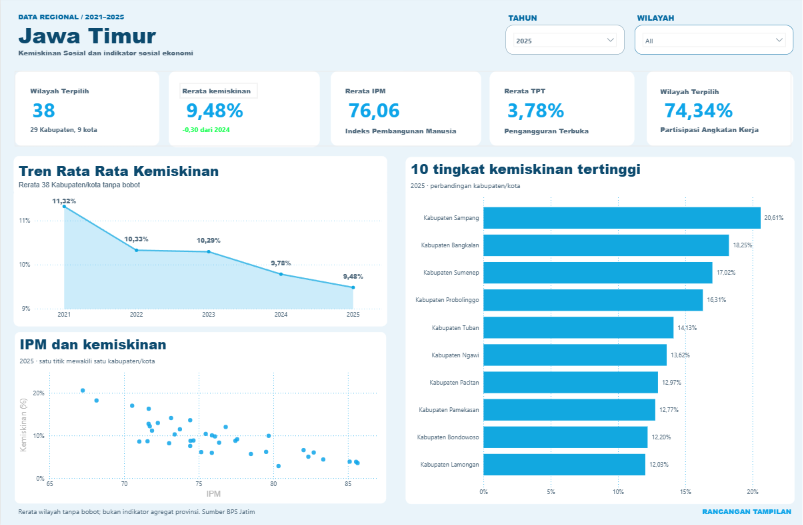 DATA REGIONAL / 2021-2025
Jawa Timur
Kemiskinan Sosial dan indikator sosial ekonomi
TAHUN
2025
WILAYAH
All
Wilayah Terpilih
38
29 Kabupaten, 9 kota
Rerata kemiskinan
9,48%
-0,30 dari 2024
Rerata IPM
76,06
Indeks Pembangunan Manusia
Rerata TPT
3,78%
Pengangguran Terbuka
Wilayah Terpilih
74,34%
Partisipasi Angkatan Kerja
Tren Rata Rata Kemiskinan
Rerata 38 Kabupaten/kota tanpa bobot
11,32%
10,33%
10,29%
9,78%
9,48%
11%
10%
9%
2021
2022
2023
2024
2025
IPM dan kemiskinan
2025 · satu titik mewakili satu kabupaten/kota
Kemiskinan (%)
20%
10%
0%
65
70
75
80
85
IPM
10 tingkat kemiskinan tertinggi
2025 · perbandingan kabupaten/kota
Kabupaten Sampang
20,61%
Kabupaten Bangkalan
18,25%
Kabupaten Sumenep
17,02%
Kabupaten Probolinggo
16,31%
Kabupaten Tuban
14,13%
Kabupaten Ngawi
13,62%
Kabupaten Pacitan
12,97%
Kabupaten Pamekasan
12,77%
Kabupaten Bondowoso
12,20%
Kabupaten Lamongan
12,03%
0%
5%
10%
15%
20%
Rerata wilayah tanpa bobot; bukan indikator agregat provinsi. Sumber BPS Jatim
RANGANGAN TAMPILAN